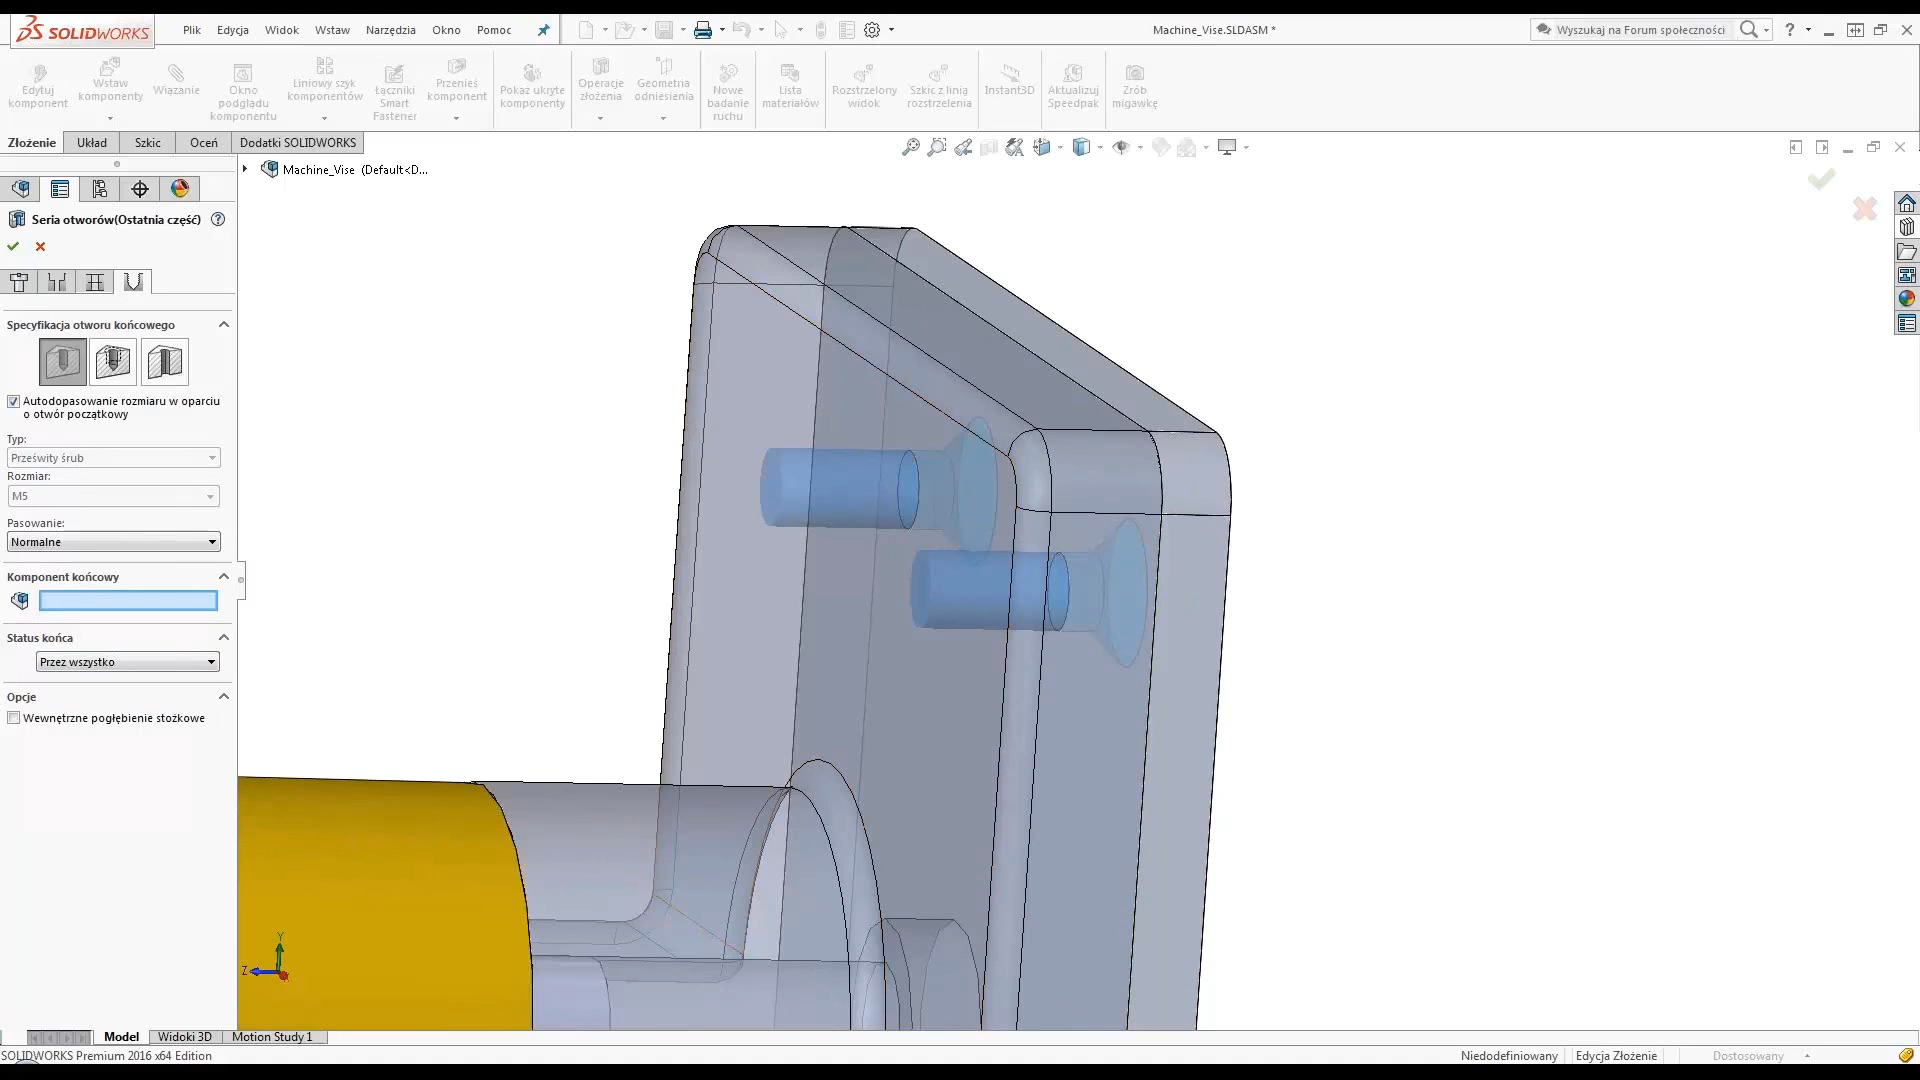 SOLIDWORKS
Plik Edycja Widok Wstaw Narzędzia Okno Pomoc
Machine_Vise.SLDASM *
Wyszukaj na Forum społeczności
Edytuj komponent
Wstaw komponenty
Wiązanie
Okno podglądu komponentu
Liniowy szyk komponentów
Łączniki Smart Fastener
Przenieś komponent
Pokaż ukryte komponenty
Operacje złożenia
Geometria odniesienia
Nowe badanie ruchu
Lista materiałów
Rozstrzelony widok
Szkic z linią rozstrzelenia
Instant3D
Aktualizuj Speedpak
Zrób migawkę
Złożenie Układ Szkic Oceń Dodatki SOLIDWORKS
Machine_Vise (Default<D...
Seria otworów(Ostatnia część)
Specyfikacja otworu końcowego
Autodopasowanie rozmiaru w oparciu
o otwór początkowy
Typ:
Prześwity śrub
Rozmiar:
M5
Pasowanie:
Normalne
Komponent końcowy
Status końca
Przez wszystko
Opcje
Wewnętrzne pogłębienie stożkowe
Y
Z
Model Widoki 3D Motion Study 1
SOLIDWORKS Premium 2016 x64 Edition
Niedodefiniowany Edycja Złożenie Dostosowany